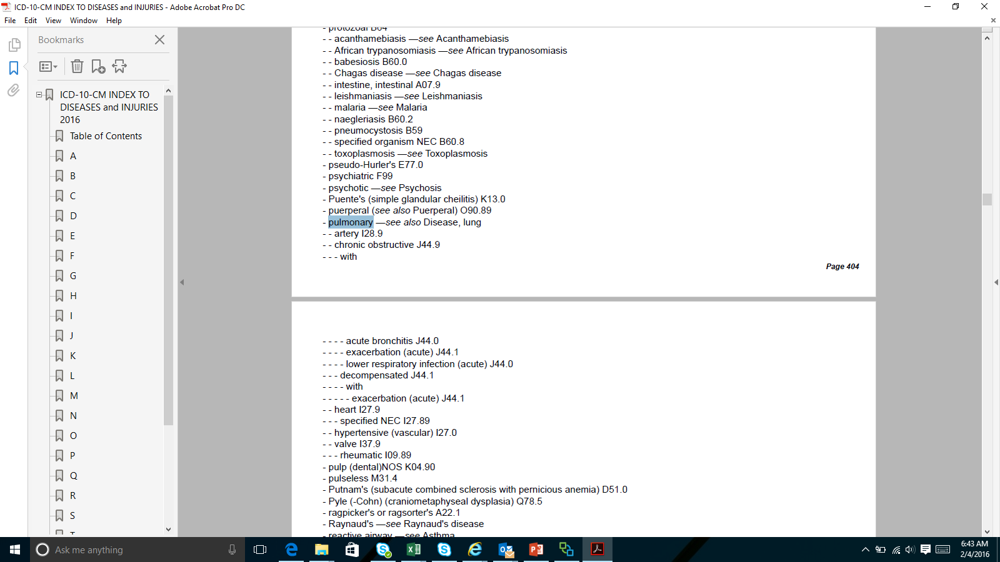 ICD-10-CM INDEX TO DISEASES and INJURIES - Adobe Acrobat Pro DC
File Edit View Window Help
Bookmarks
ICD-10-CM INDEX TO
DISEASES and INJURIES
2016
Table of Contents
A
B
C
D
E
F
G
H
I
J
K
L
M
N
O
P
Q
R
S
T
- protozoal B64
- - acanthamebiasis —see Acanthamebiasis
- - African trypanosomiasis —see African trypanosomiasis
- - babesiosis B60.0
- - Chagas disease —see Chagas disease
- - intestine, intestinal A07.9
- - leishmaniasis —see Leishmaniasis
- - malaria —see Malaria
- - naegleriasis B60.2
- - pneumocystosis B59
- - specified organism NEC B60.8
- - toxoplasmosis —see Toxoplasmosis
- pseudo-Hurler's E77.0
- psychiatric F99
- psychotic —see Psychosis
- Puente's (simple glandular cheilitis) K13.0
- puerperal (see also Puerperal) O90.89
- pulmonary —see also Disease, lung
- - artery I28.9
- - chronic obstructive J44.9
- - - with
Page 404
- - - - acute bronchitis J44.0
- - - - exacerbation (acute) J44.1
- - - - lower respiratory infection (acute) J44.0
- - - decompensated J44.1
- - - - with
- - - - - exacerbation (acute) J44.1
- - heart I27.9
- - - specified NEC I27.89
- - hypertensive (vascular) I27.0
- - valve I37.9
- - - rheumatic I09.89
- pulp (dental)NOS K04.90
- pulseless M31.4
- Putnam's (subacute combined sclerosis with pernicious anemia) D51.0
- Pyle (-Cohn) (craniometaphyseal dysplasia) Q78.5
- ragpicker's or ragsorter's A22.1
- Raynaud's —see Raynaud's disease
- reactive airway —see Asthma
Ask me anything
6:43 AM
2/4/2016